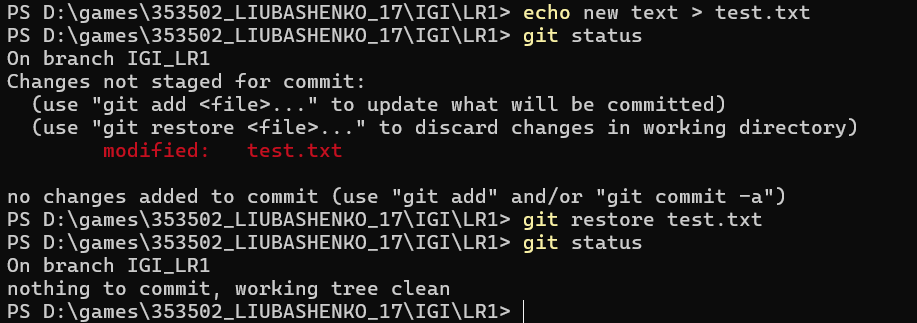 PS D:\games\353502_LIUBASHENKO_17\IGI\LR1> echo new text > test.txt
PS D:\games\353502_LIUBASHENKO_17\IGI\LR1> git status
On branch IGI_LR1
Changes not staged for commit:
  (use "git add <file>..." to update what will be committed)
  (use "git restore <file>..." to discard changes in working directory)
        modified:   test.txt

no changes added to commit (use "git add" and/or "git commit -a")
PS D:\games\353502_LIUBASHENKO_17\IGI\LR1> git restore test.txt
PS D:\games\353502_LIUBASHENKO_17\IGI\LR1> git status
On branch IGI_LR1
nothing to commit, working tree clean
PS D:\games\353502_LIUBASHENKO_17\IGI\LR1>